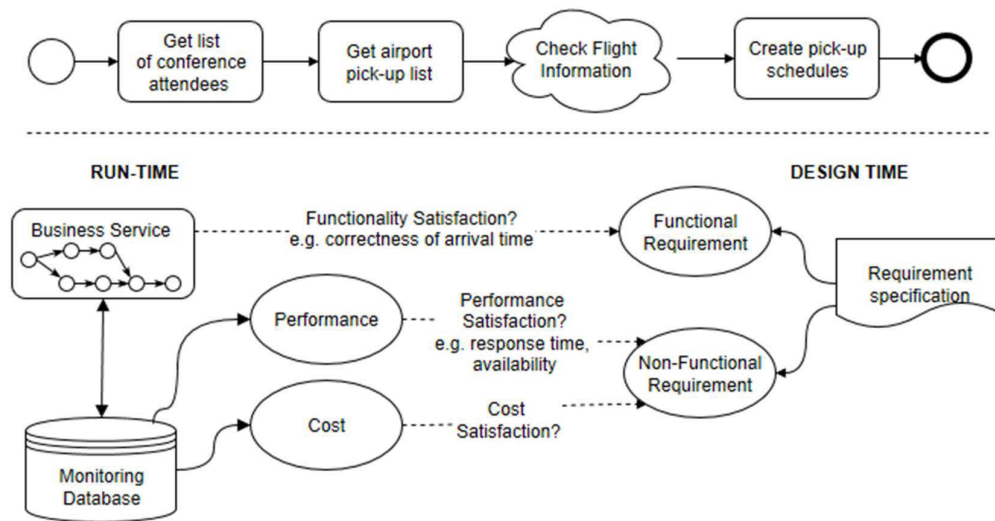 Get list
of conference
attendees
Get airport
pick-up list
Check Flight
Information
Create pick-up
schedules
RUN-TIME
DESIGN TIME
Business Service
Functionality Satisfaction?
e.g. correctness of arrival time
Functional
Requirement
Requirement
specification
Performance
Performance
Satisfaction?
e.g. response time,
availability
Non-Functional
Requirement
Cost
Cost
Satisfaction?
Monitoring
Database